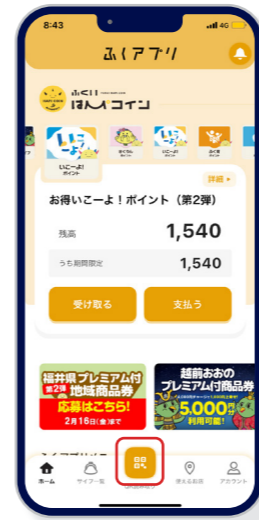 8:43
4G
ふくアプリ
ふくい
はぴコイン
いこーよ!
ポイント
詳細
お得いこーよ!ポイント(第2弾)
残高 1,540
うち期間限定 1,540
受け取る 支払う
福井県プレミアム付
第2弾 地域商品券
応募はこちら!
2月16日(金)まで
越前おおの
プレミアム付商品券
5,000円分
利用可能!
ホーム サイフ一覧 使えるお店 アカウント